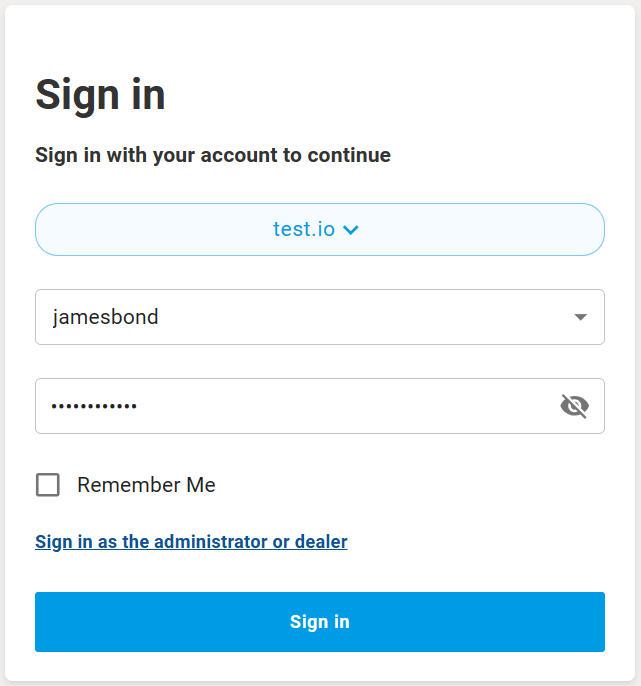 Sign in
Sign in with your account to continue
test.io
jamesbond
••••••••••••
Remember Me
Sign in as the administrator or dealer
Sign in